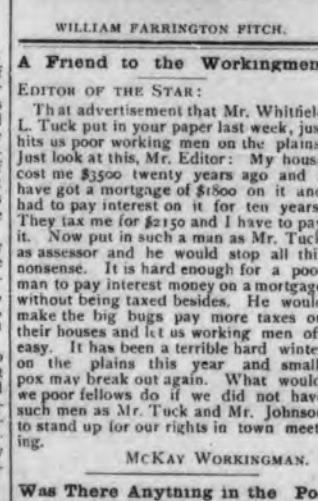 WILLIAM FARRINGTON FITCH.
A Friend to the Workingmen
EDITOR OF THE STAR:
That advertisement that Mr. Whitfiel
L. Tuck put in your paper last week, jus
hits us poor working men on the plains
Just look at this, Mr. Editor: My hous
cost me $3500 twenty years ago and
have got a mortgage of $1800 on it and
had to pay interest on it for ten years
They tax me for $2150 and I have to pay
it. Now put in such a man as Mr. Tuck
as assessor and he would stop all thi
nonsense. It is hard enough for a poo
man to pay interest money on a mortgage
without being taxed besides. He would
make the big bugs pay more taxes o
their houses and let us working men of
easy. It has been a terrible hard winte
on the plains this year and small
pox may break out again. What would
we poor fellows do if we did not hav
such men as Mr. Tuck and Mr. Johnson
to stand up for our rights in town meet
ing.
MCKAY WORKINGMAN.
Was There Anything in the Po